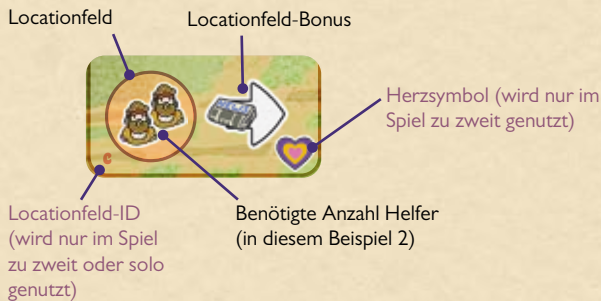 Locationfeld
Locationfeld-Bonus
Herzsymbol (wird nur im
Spiel zu zweit genutzt)
c
Locationfeld-ID
(wird nur im Spiel
zu zweit oder solo
genutzt)
Benötigte Anzahl Helfer
(in diesem Beispiel 2)